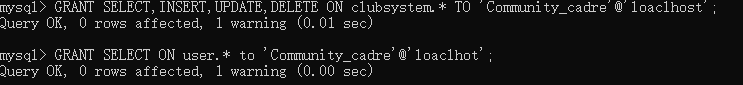 mysql> GRANT SELECT,INSERT,UPDATE,DELETE ON clubsystem.* TO 'Community_cadre'@'loaclhost';
Query OK, 0 rows affected, 1 warning (0.01 sec)
mysql> GRANT SELECT ON user.* to 'Community_cadre'@'loaclhot';
Query OK, 0 rows affected, 1 warning (0.00 sec)